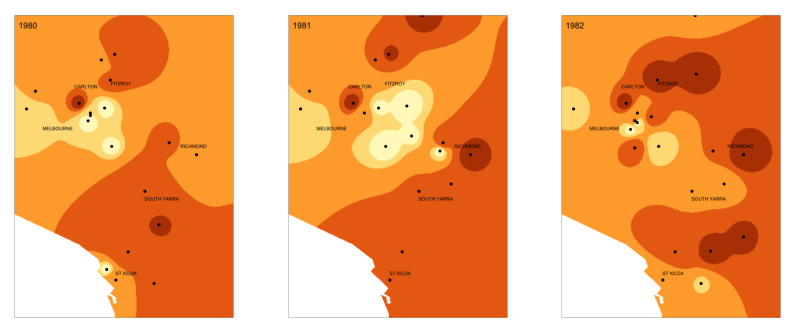 1980
CARLTON
FITZROY
MELBOURNE
RICHMOND
SOUTH YARRA
ST KILDA
1981
CARLTON
FITZROY
MELBOURNE
RICHMOND
SOUTH YARRA
ST KILDA
1982
CARLTON
FITZROY
MELBOURNE
RICHMOND
SOUTH YARRA
ST KILDA